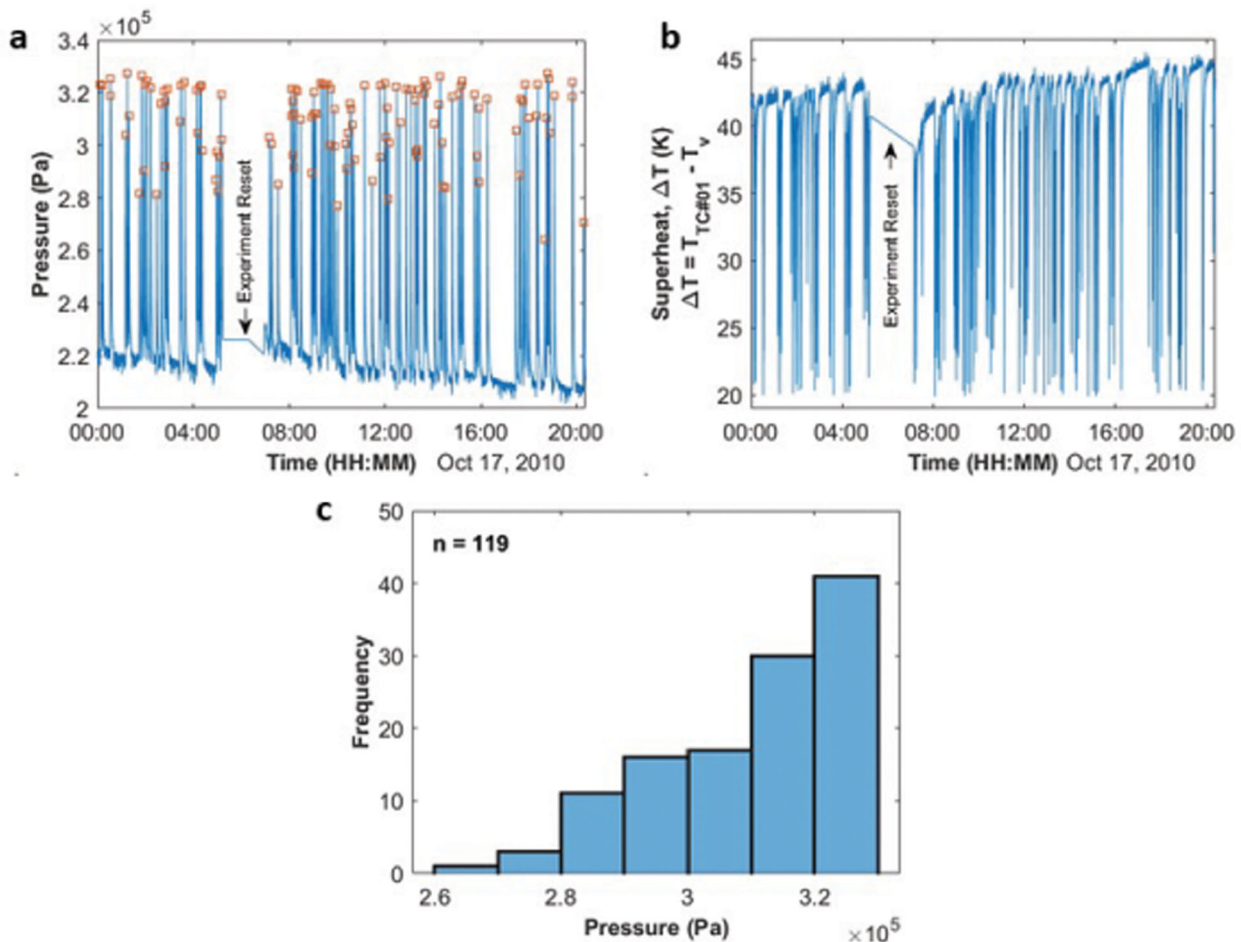 a
×10⁵
3.4
3.2
3
2.8
2.6
2.4
2.2
2
Pressure (Pa)
Experiment Reset
00:00 04:00 08:00 12:00 16:00 20:00
Time (HH:MM) Oct 17, 2010
b
45
40
35
30
25
20
Superheat, ΔT (K)
ΔT = T_TC#01 - T_v
Experiment Reset
00:00 04:00 08:00 12:00 16:00 20:00
Time (HH:MM) Oct 17, 2010
c
n = 119
50
40
30
20
10
0
Frequency
2.6 2.8 3 3.2
Pressure (Pa)
×10⁵